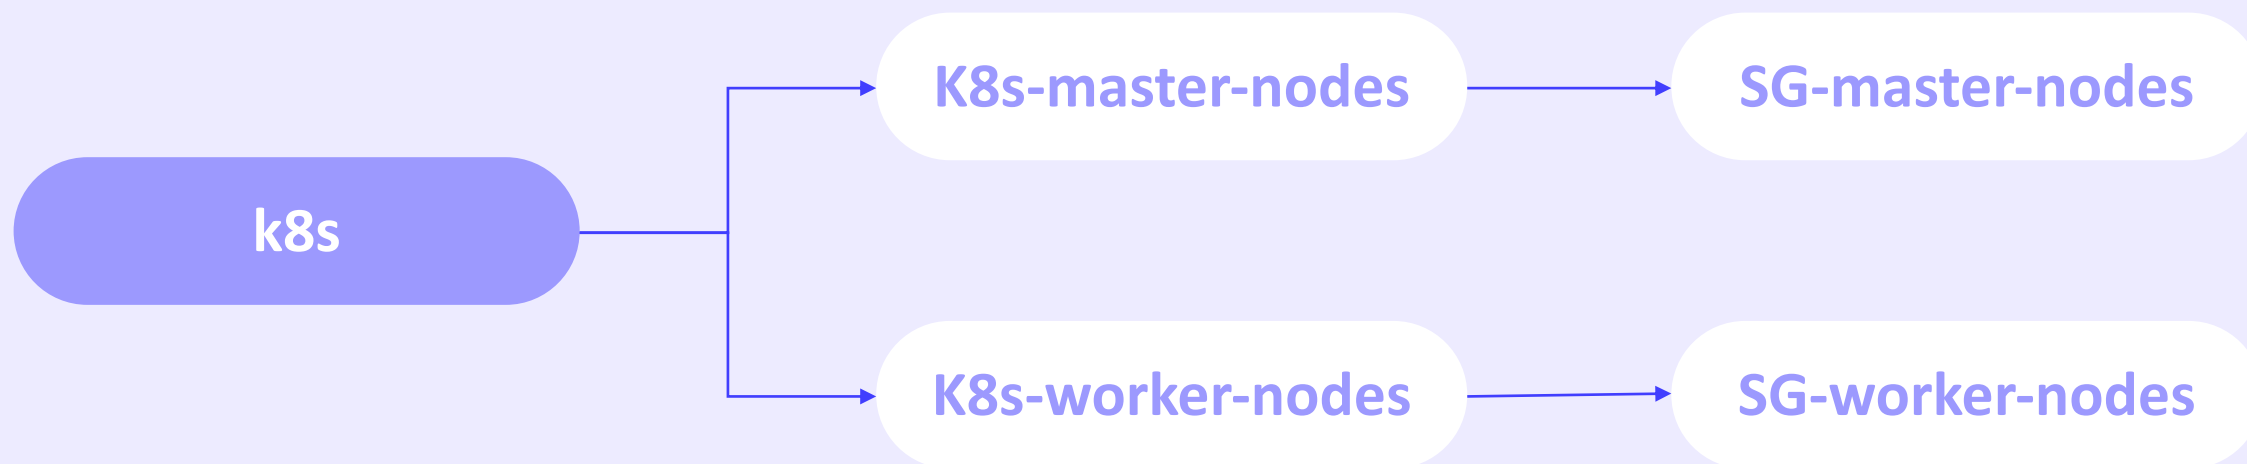 K8s-master-nodes
SG-master-nodes
k8s
K8s-worker-nodes
SG-worker-nodes